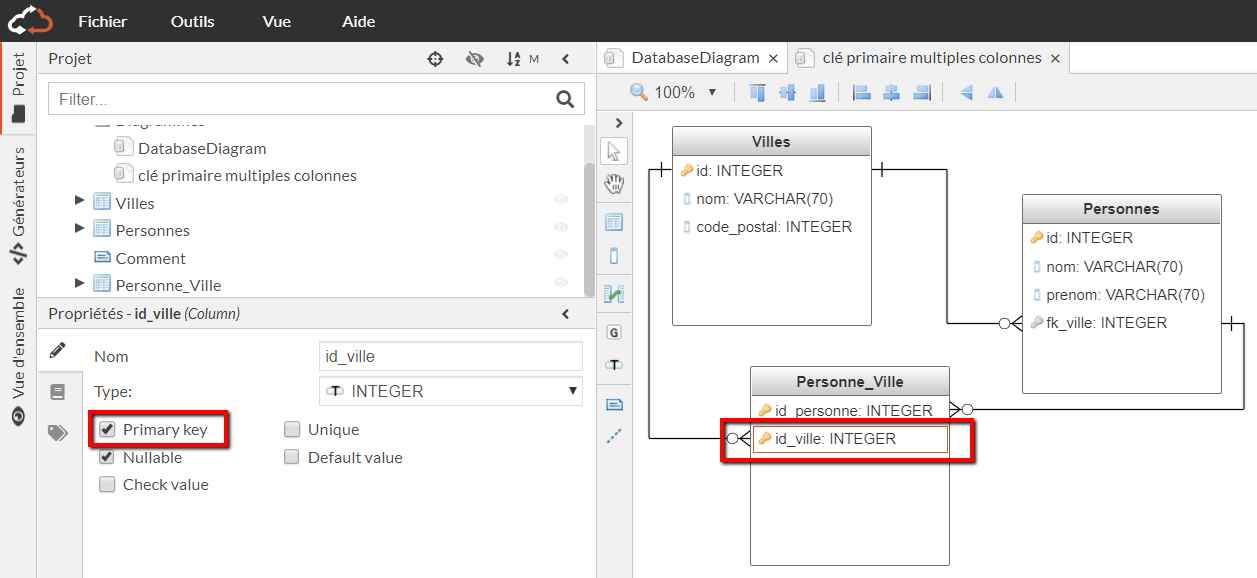 Fichier Outils Vue Aide
Projet
Générateurs
Vue d'ensemble
Projet M
Filter...
Diagrammes
DatabaseDiagram
clé primaire multiples colonnes
Villes
Personnes
Comment
Personne_Ville
Propriétés - id_ville (Column)
Nom id_ville
Type: INTEGER
Primary key Unique
Nullable Default value
Check value
DatabaseDiagram × clé primaire multiples colonnes ×
100%
G
T
Villes
id: INTEGER
nom: VARCHAR(70)
code_postal: INTEGER
Personnes
id: INTEGER
nom: VARCHAR(70)
prenom: VARCHAR(70)
fk_ville: INTEGER
Personne_Ville
id_personne: INTEGER
id_ville: INTEGER